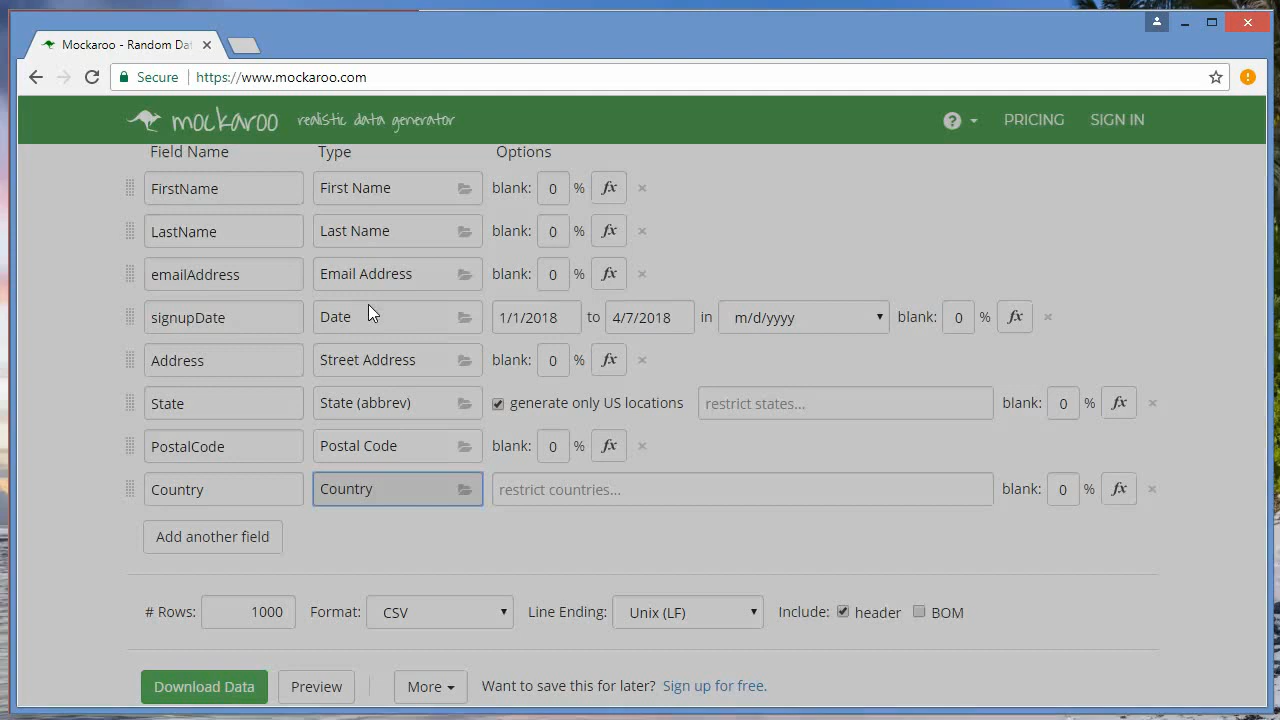 Mockaroo - Random Dat
Secure https://www.mockaroo.com
mockaroo realistic data generator ? PRICING SIGN IN
Field Name Type Options
FirstName First Name blank: 0 % fx ×
LastName Last Name blank: 0 % fx ×
emailAddress Email Address blank: 0 % fx ×
signupDate Date 1/1/2018 to 4/7/2018 in m/d/yyyy blank: 0 % fx ×
Address Street Address blank: 0 % fx ×
State State (abbrev) generate only US locations restrict states... blank: 0 % fx ×
PostalCode Postal Code blank: 0 % fx ×
Country Country restrict countries... blank: 0 % fx ×
Add another field
# Rows: 1000 Format: CSV Line Ending: Unix (LF) Include: header BOM
Download Data Preview More Want to save this for later? Sign up for free.